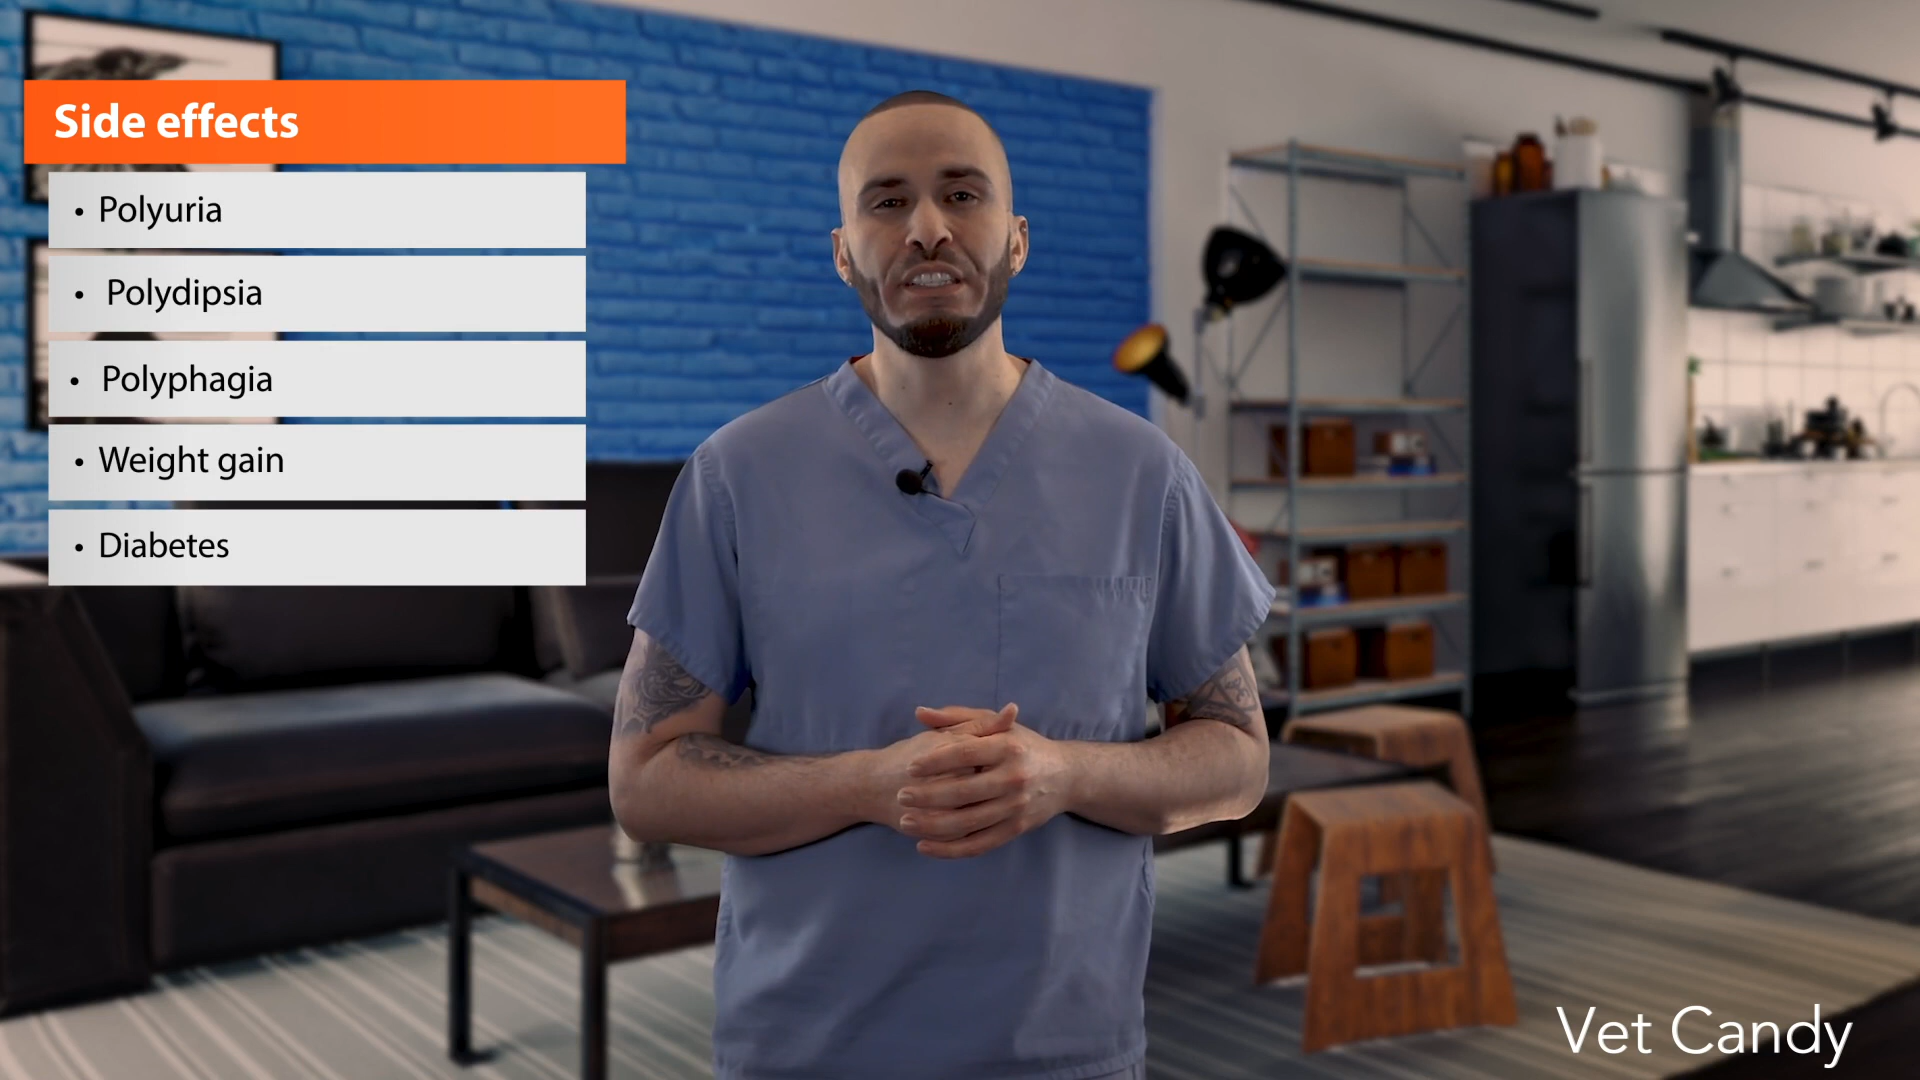 Side effects
• Polyuria
• Polydipsia
• Polyphagia
• Weight gain
• Diabetes
Vet Candy